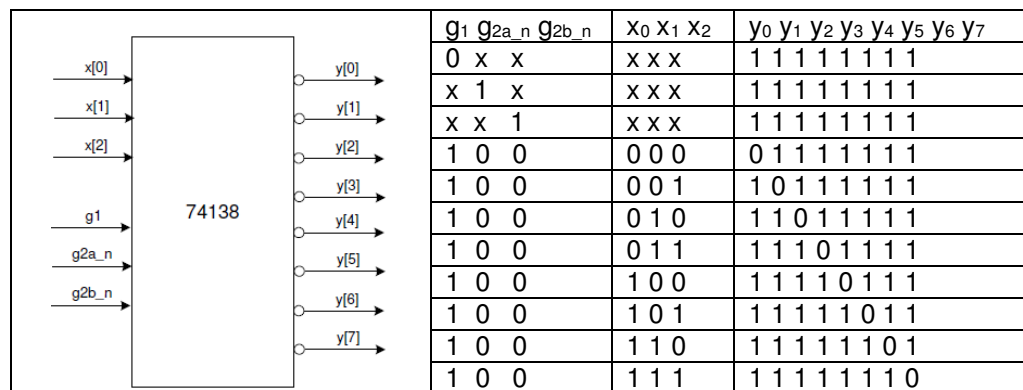 x[0]
x[1]
x[2]
g1
g2a_n
g2b_n
74138
y[0]
y[1]
y[2]
y[3]
y[4]
y[5]
y[6]
y[7]
g1 g2a_n g2b_n x0 x1 x2 y0 y1 y2 y3 y4 y5 y6 y7
0 x x x x x 1 1 1 1 1 1 1 1
x 1 x x x x 1 1 1 1 1 1 1 1
x x 1 x x x 1 1 1 1 1 1 1 1
1 0 0 0 0 0 0 1 1 1 1 1 1 1
1 0 0 0 0 1 1 0 1 1 1 1 1 1
1 0 0 0 1 0 1 1 0 1 1 1 1 1
1 0 0 0 1 1 1 1 1 0 1 1 1 1
1 0 0 1 0 0 1 1 1 1 0 1 1 1
1 0 0 1 0 1 1 1 1 1 1 0 1 1
1 0 0 1 1 0 1 1 1 1 1 1 0 1
1 0 0 1 1 1 1 1 1 1 1 1 1 0